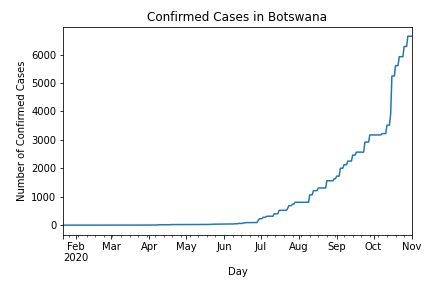 Confirmed Cases in Botswana
Number of Confirmed Cases
6000
5000
4000
3000
2000
1000
0
Feb Mar Apr May Jun Jul Aug Sep Oct Nov
2020
Day